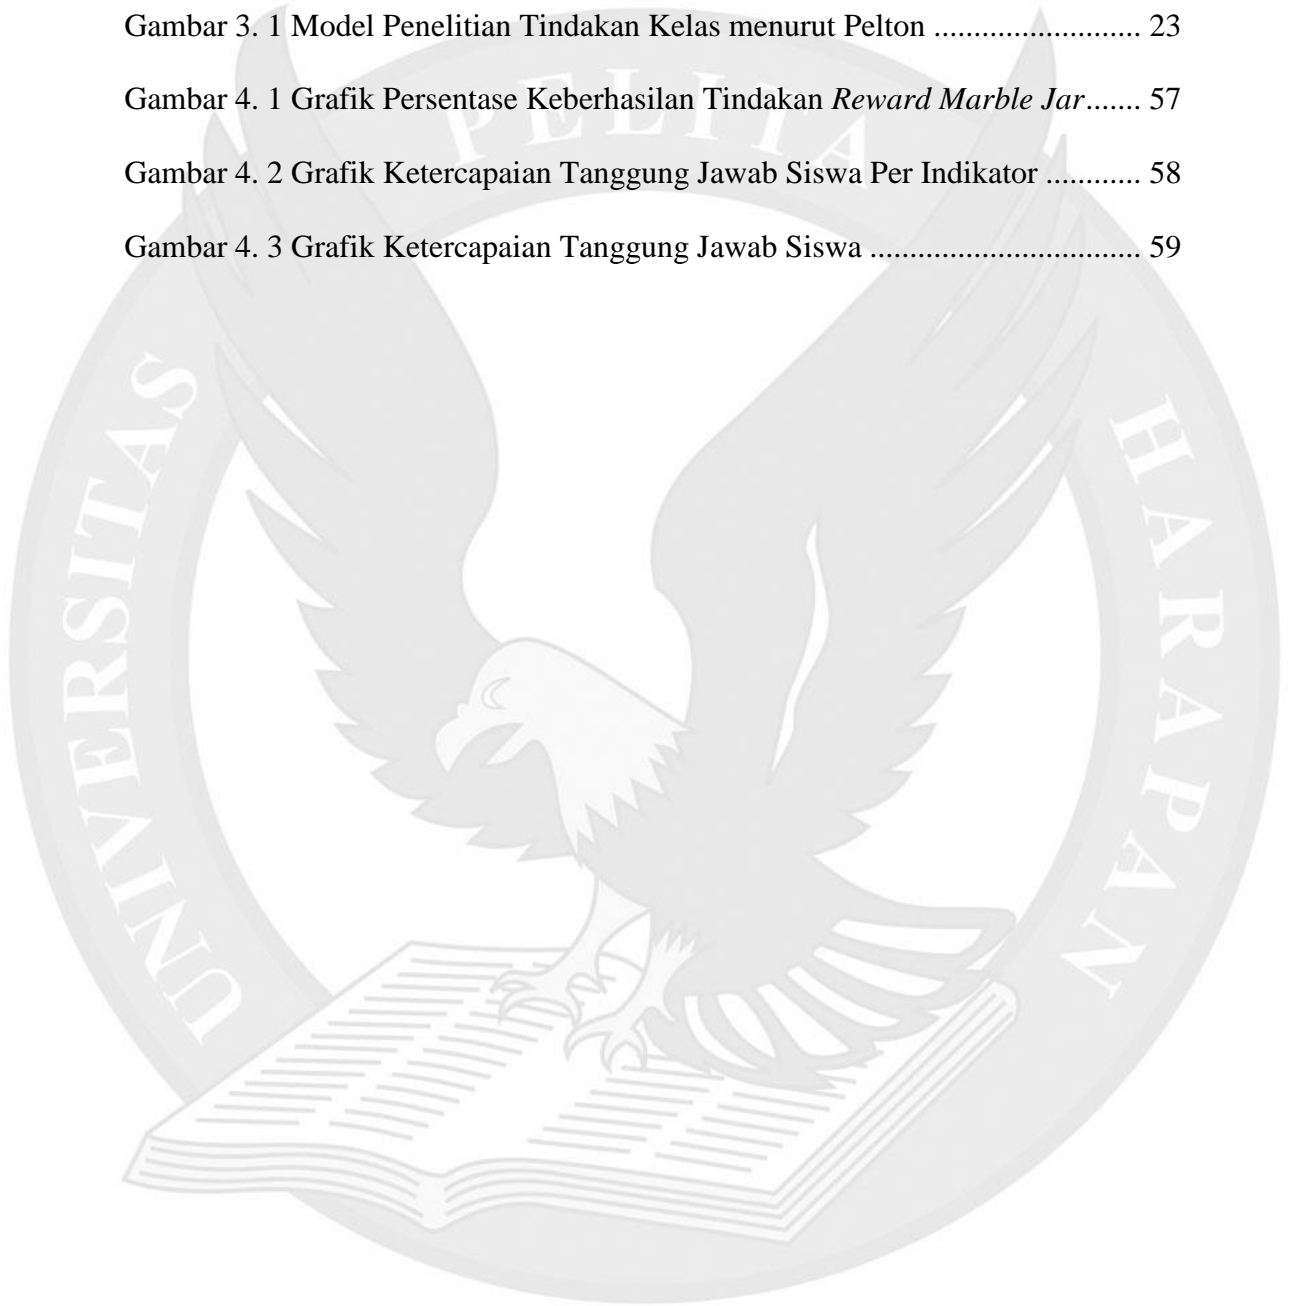 Gambar 3. 1 Model Penelitian Tindakan Kelas menurut Pelton .......................... 23
Gambar 4. 1 Grafik Persentase Keberhasilan Tindakan Reward Marble Jar....... 57
Gambar 4. 2 Grafik Ketercapaian Tanggung Jawab Siswa Per Indikator ............ 58
Gambar 4. 3 Grafik Ketercapaian Tanggung Jawab Siswa .................................. 59
UNIVERSITAS
PELITA
HARAPAN